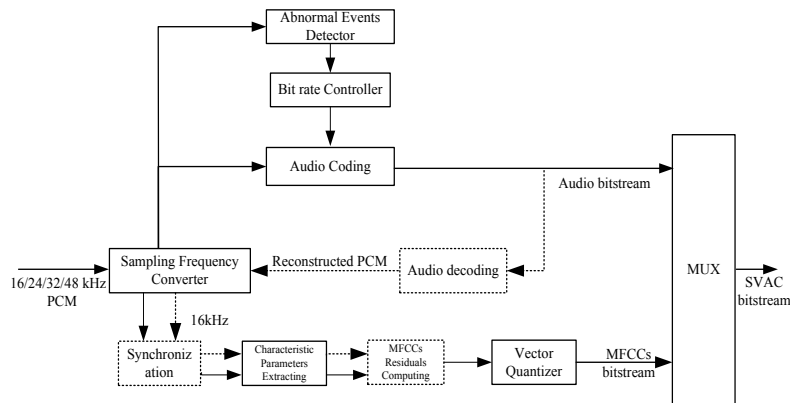 Abnormal Events
Detector
Bit rate Controller
Audio Coding
Audio bitstream
Reconstructed PCM
Audio decoding
Sampling Frequency
Converter
16/24/32/48 kHz
PCM
MUX
SVAC
bitstream
16kHz
Synchroniz
ation
Characteristic
Parameters
Extracting
MFCCs
Residuals
Computing
Vector
Quantizer
MFCCs
bitstream